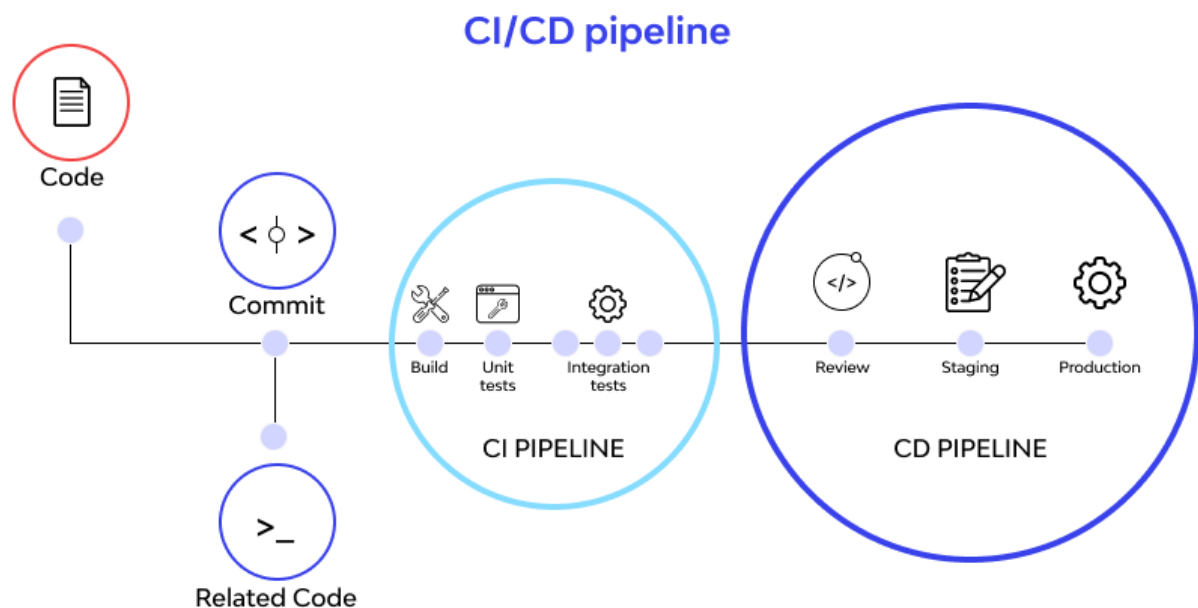 CI/CD pipeline
Code
< >
Commit
>_
Related Code
Build
Unit
tests
Integration
tests
CI PIPELINE
</>
Review
Staging
Production
CD PIPELINE